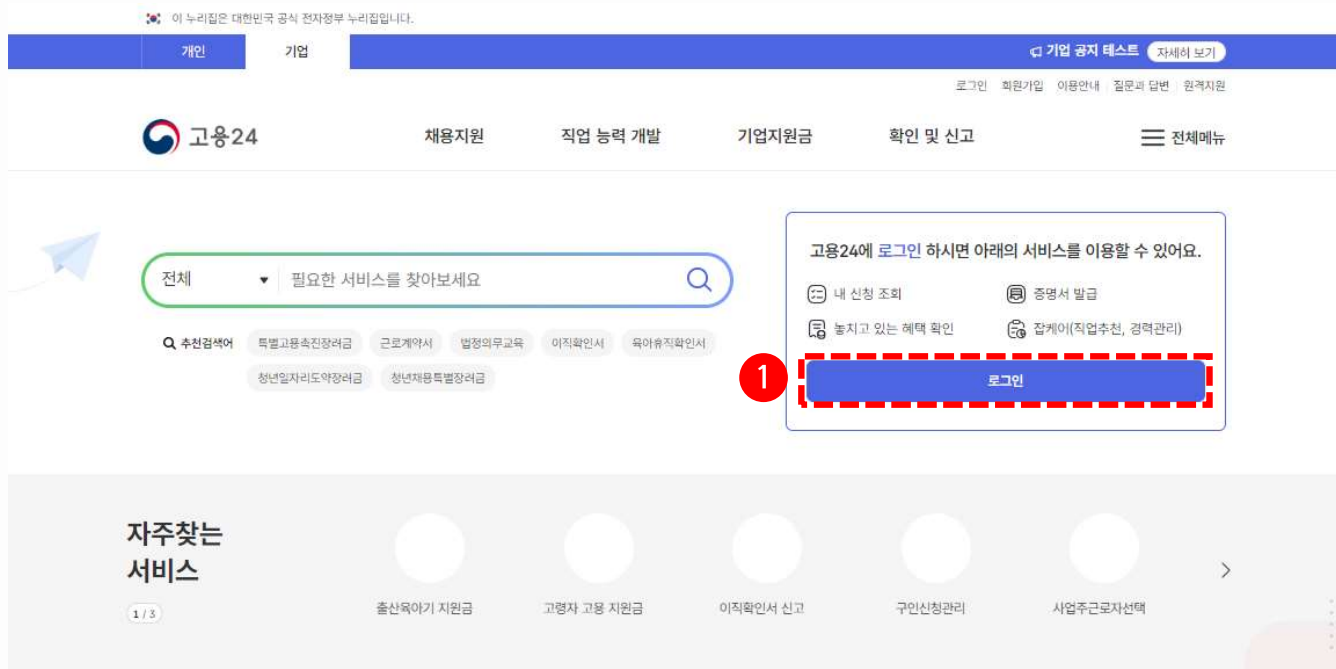 이 누리집은 대한민국 공식 전자정부 누리집입니다.
개인 기업 기업 공지 테스트 자세히 보기
로그인 회원가입 이용안내 질문과 답변 원격지원
고용24 채용지원 직업 능력 개발 기업지원금 확인 및 신고 전체메뉴
고용24에 로그인 하시면 아래의 서비스를 이용할 수 있어요.
전체 필요한 서비스를 찾아보세요
내 신청 조회 증명서 발급
놓치고 있는 혜택 확인 잡케어(직업추천, 경력관리)
추천검색어 특별고용촉진장려금 근로계약서 법정의무교육 이직확인서 육아휴직확인서
청년일자리도약장려금 청년채용특별장려금
1 로그인
자주찾는
서비스
1 / 3
출산육아기 지원금 고령자 고용 지원금 이직확인서 신고 구인신청관리 사업주근로자선택